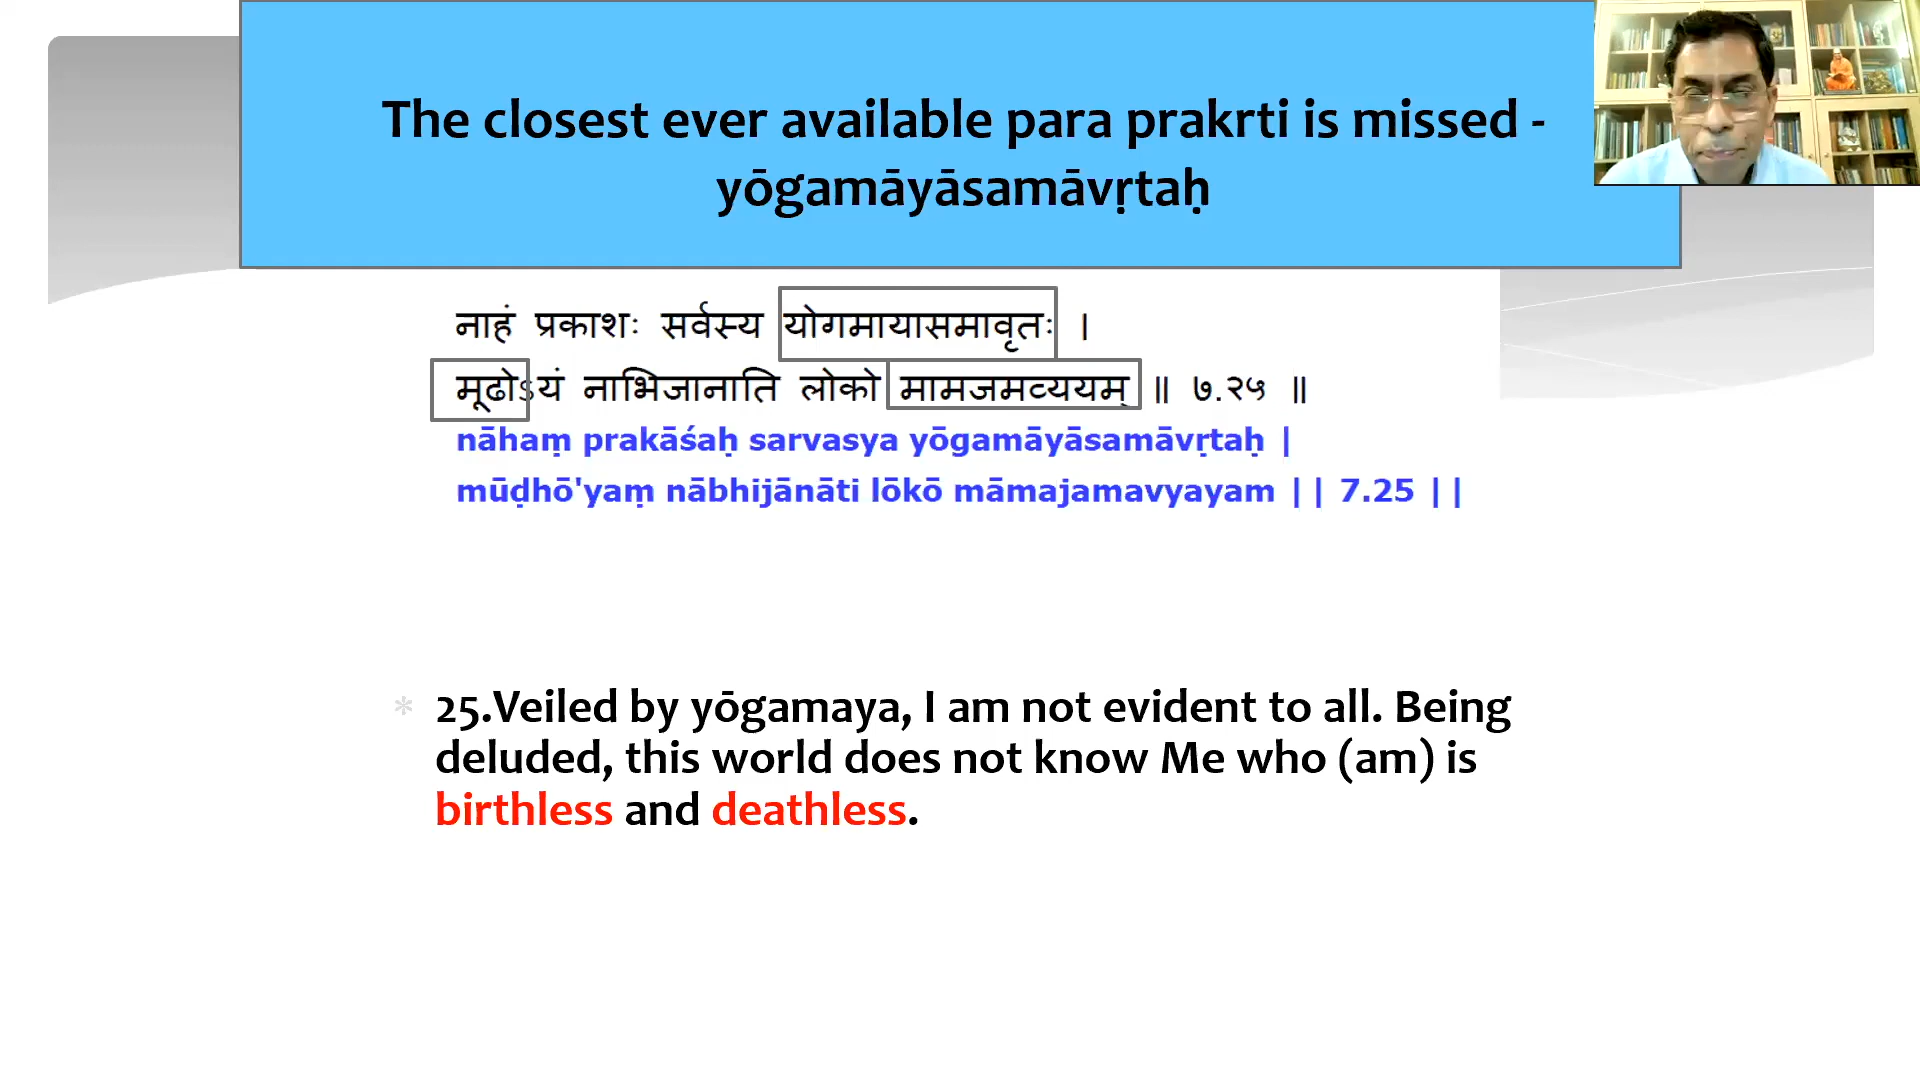 The closest ever available para prakrti is missed -
yōgamāyāsamāvṛtaḥ
नाहं प्रकाशः सर्वस्य योगमायासमावृतः ।
मूढोऽयं नाभिजानाति लोको मामजमव्ययम् ॥ ७.२५ ॥
nāhaṃ prakāśaḥ sarvasya yōgamāyāsamāvṛtaḥ |
mūḍhō'yaṃ nābhijānāti lōkō māmajamavyayam || 7.25 ||
* 25.Veiled by yōgamaya, I am not evident to all. Being
deluded, this world does not know Me who (am) is
birthless and deathless.